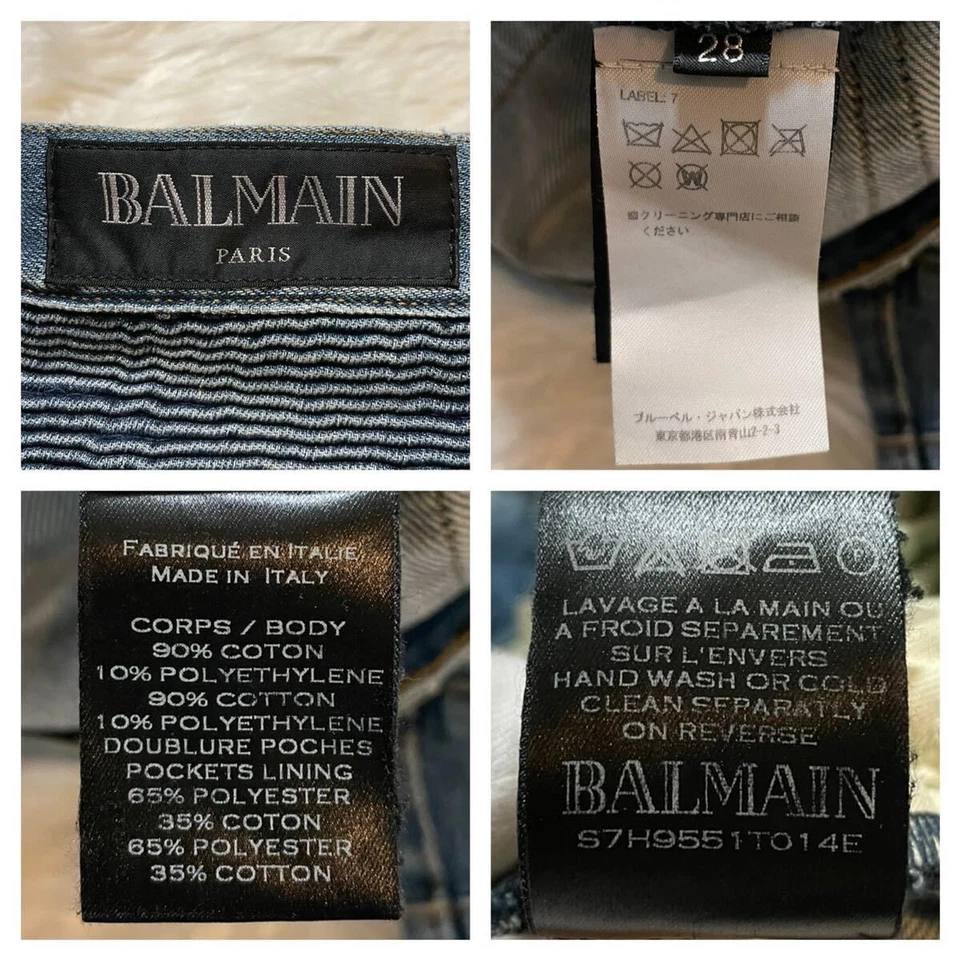 BALMAIN
PARIS
28
LABEL: 7
W
※クリーニング専門店にご相談
ください
ブルーベル・ジャパン株式会社
東京都港区南青山2-2-3
FABRIQUÉ EN ITALIE
MADE IN ITALY
CORPS / BODY
90% COTON
10% POLYETHYLENE
90% COTTON
10% POLYETHYLENE
DOUBLURE POCHES
POCKETS LINING
65% POLYESTER
35% COTON
65% POLYESTER
35% COTTON
LAVAGE A LA MAIN OU
A FROID SEPAREMENT
SUR L'ENVERS
HAND WASH OR COLD
CLEAN SEPARATLY
ON REVERSE
BALMAIN
S7H9551T014E